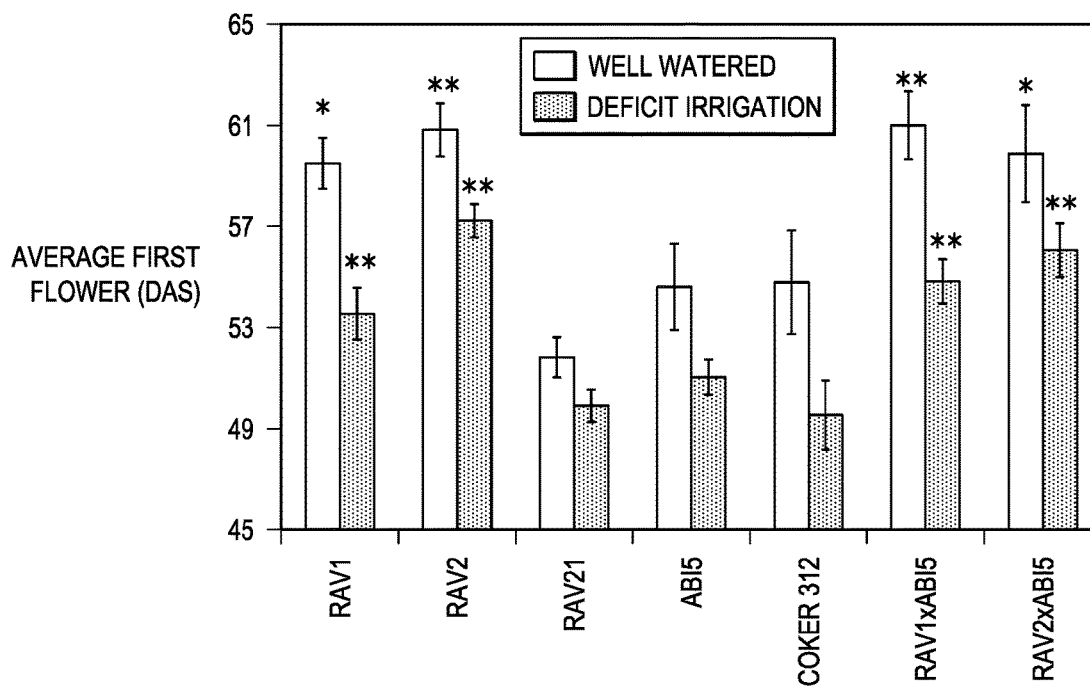 65
61
57
53
49
45
AVERAGE FIRST
FLOWER (DAS)
WELL WATERED
DEFICIT IRRIGATION
*
**
**
**
**
**
*
**
RAV1
RAV2
RAV21
ABI5
COKER 312
RAV1xABI5
RAV2xABI5